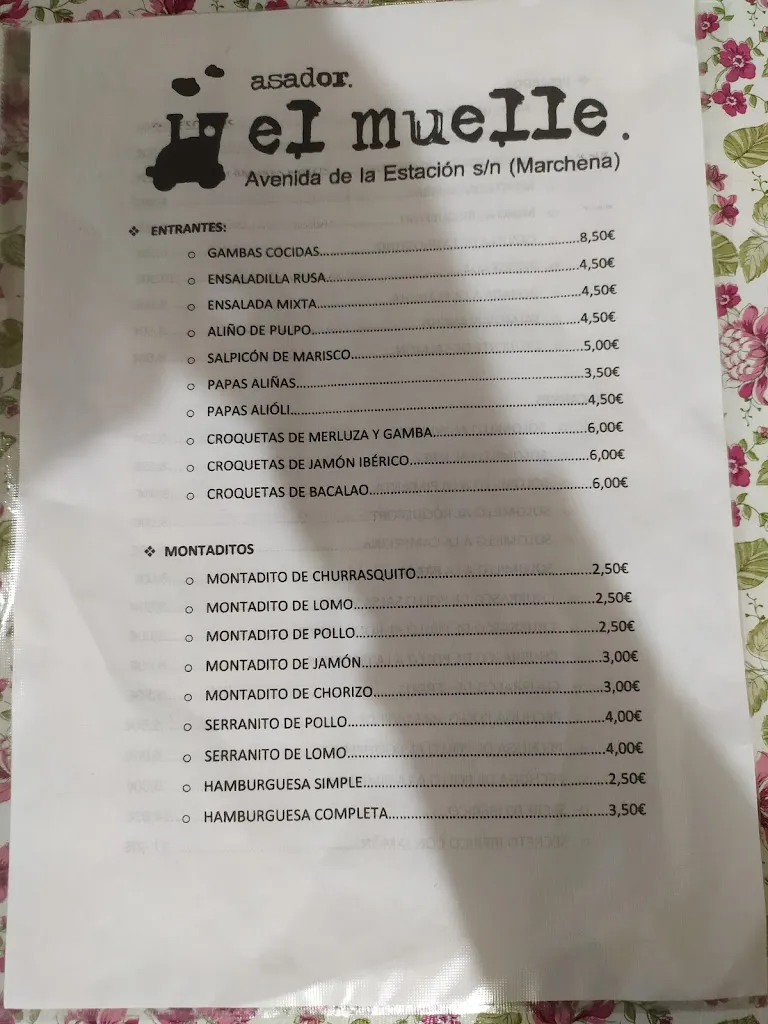 asador.
el muelle.
Avenida de la Estación s/n (Marchena)
❖ ENTRANTES:
o GAMBAS COCIDAS...8,50€
o ENSALADILLA RUSA...4,50€
o ENSALADA MIXTA...4,50€
o ALIÑO DE PULPO...4,50€
o SALPICÓN DE MARISCO...5,00€
o PAPAS ALIÑAS...3,50€
o PAPAS ALIÓLI...4,50€
o CROQUETAS DE MERLUZA Y GAMBA...6,00€
o CROQUETAS DE JAMÓN IBÉRICO...6,00€
o CROQUETAS DE BACALAO...6,00€
❖ MONTADITOS
o MONTADITO DE CHURRASQUITO...2,50€
o MONTADITO DE LOMO...2,50€
o MONTADITO DE POLLO...2,50€
o MONTADITO DE JAMÓN...3,00€
o MONTADITO DE CHORIZO...3,00€
o SERRANITO DE POLLO...4,00€
o SERRANITO DE LOMO...4,00€
o HAMBURGUESA SIMPLE...2,50€
o HAMBURGUESA COMPLETA...3,50€